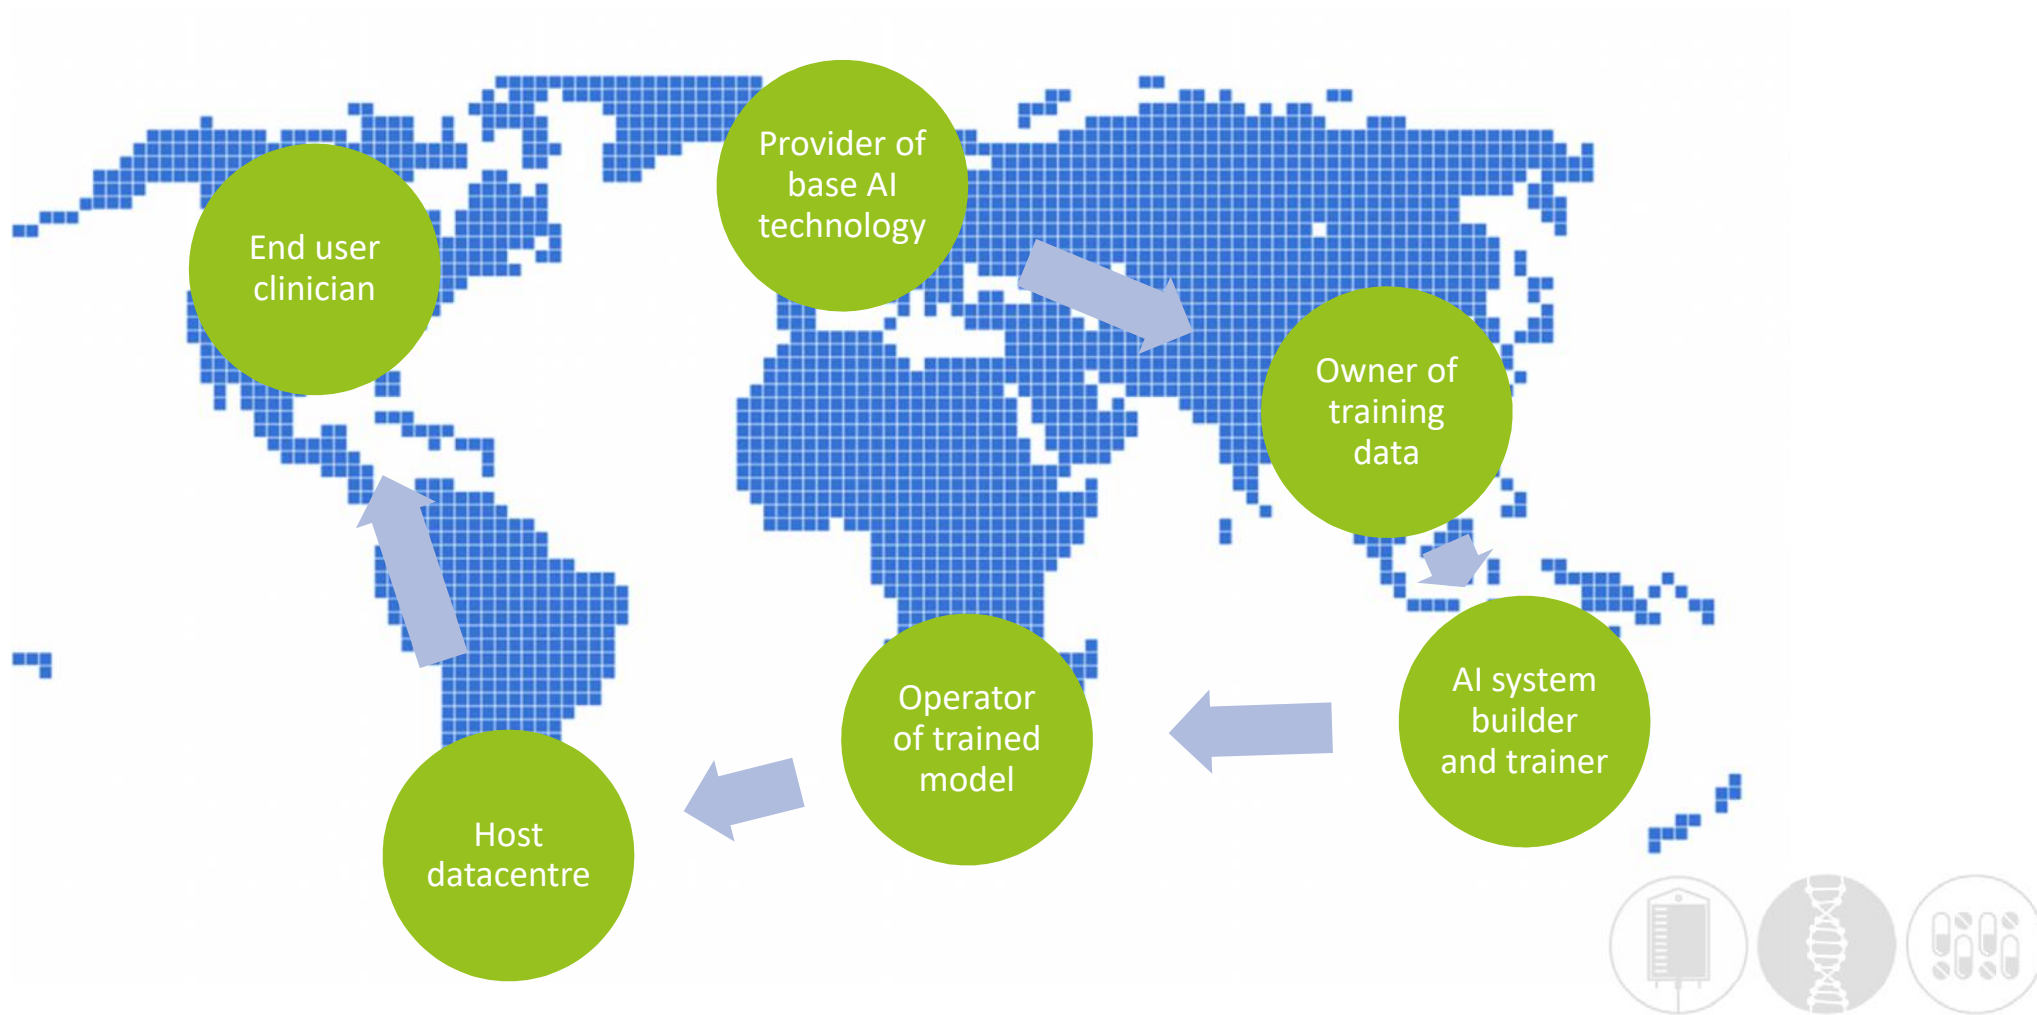 Provider of
base AI
technology
End user
clinician
Owner of
training
data
AI system
builder
and trainer
Operator
of trained
model
Host
datacentre